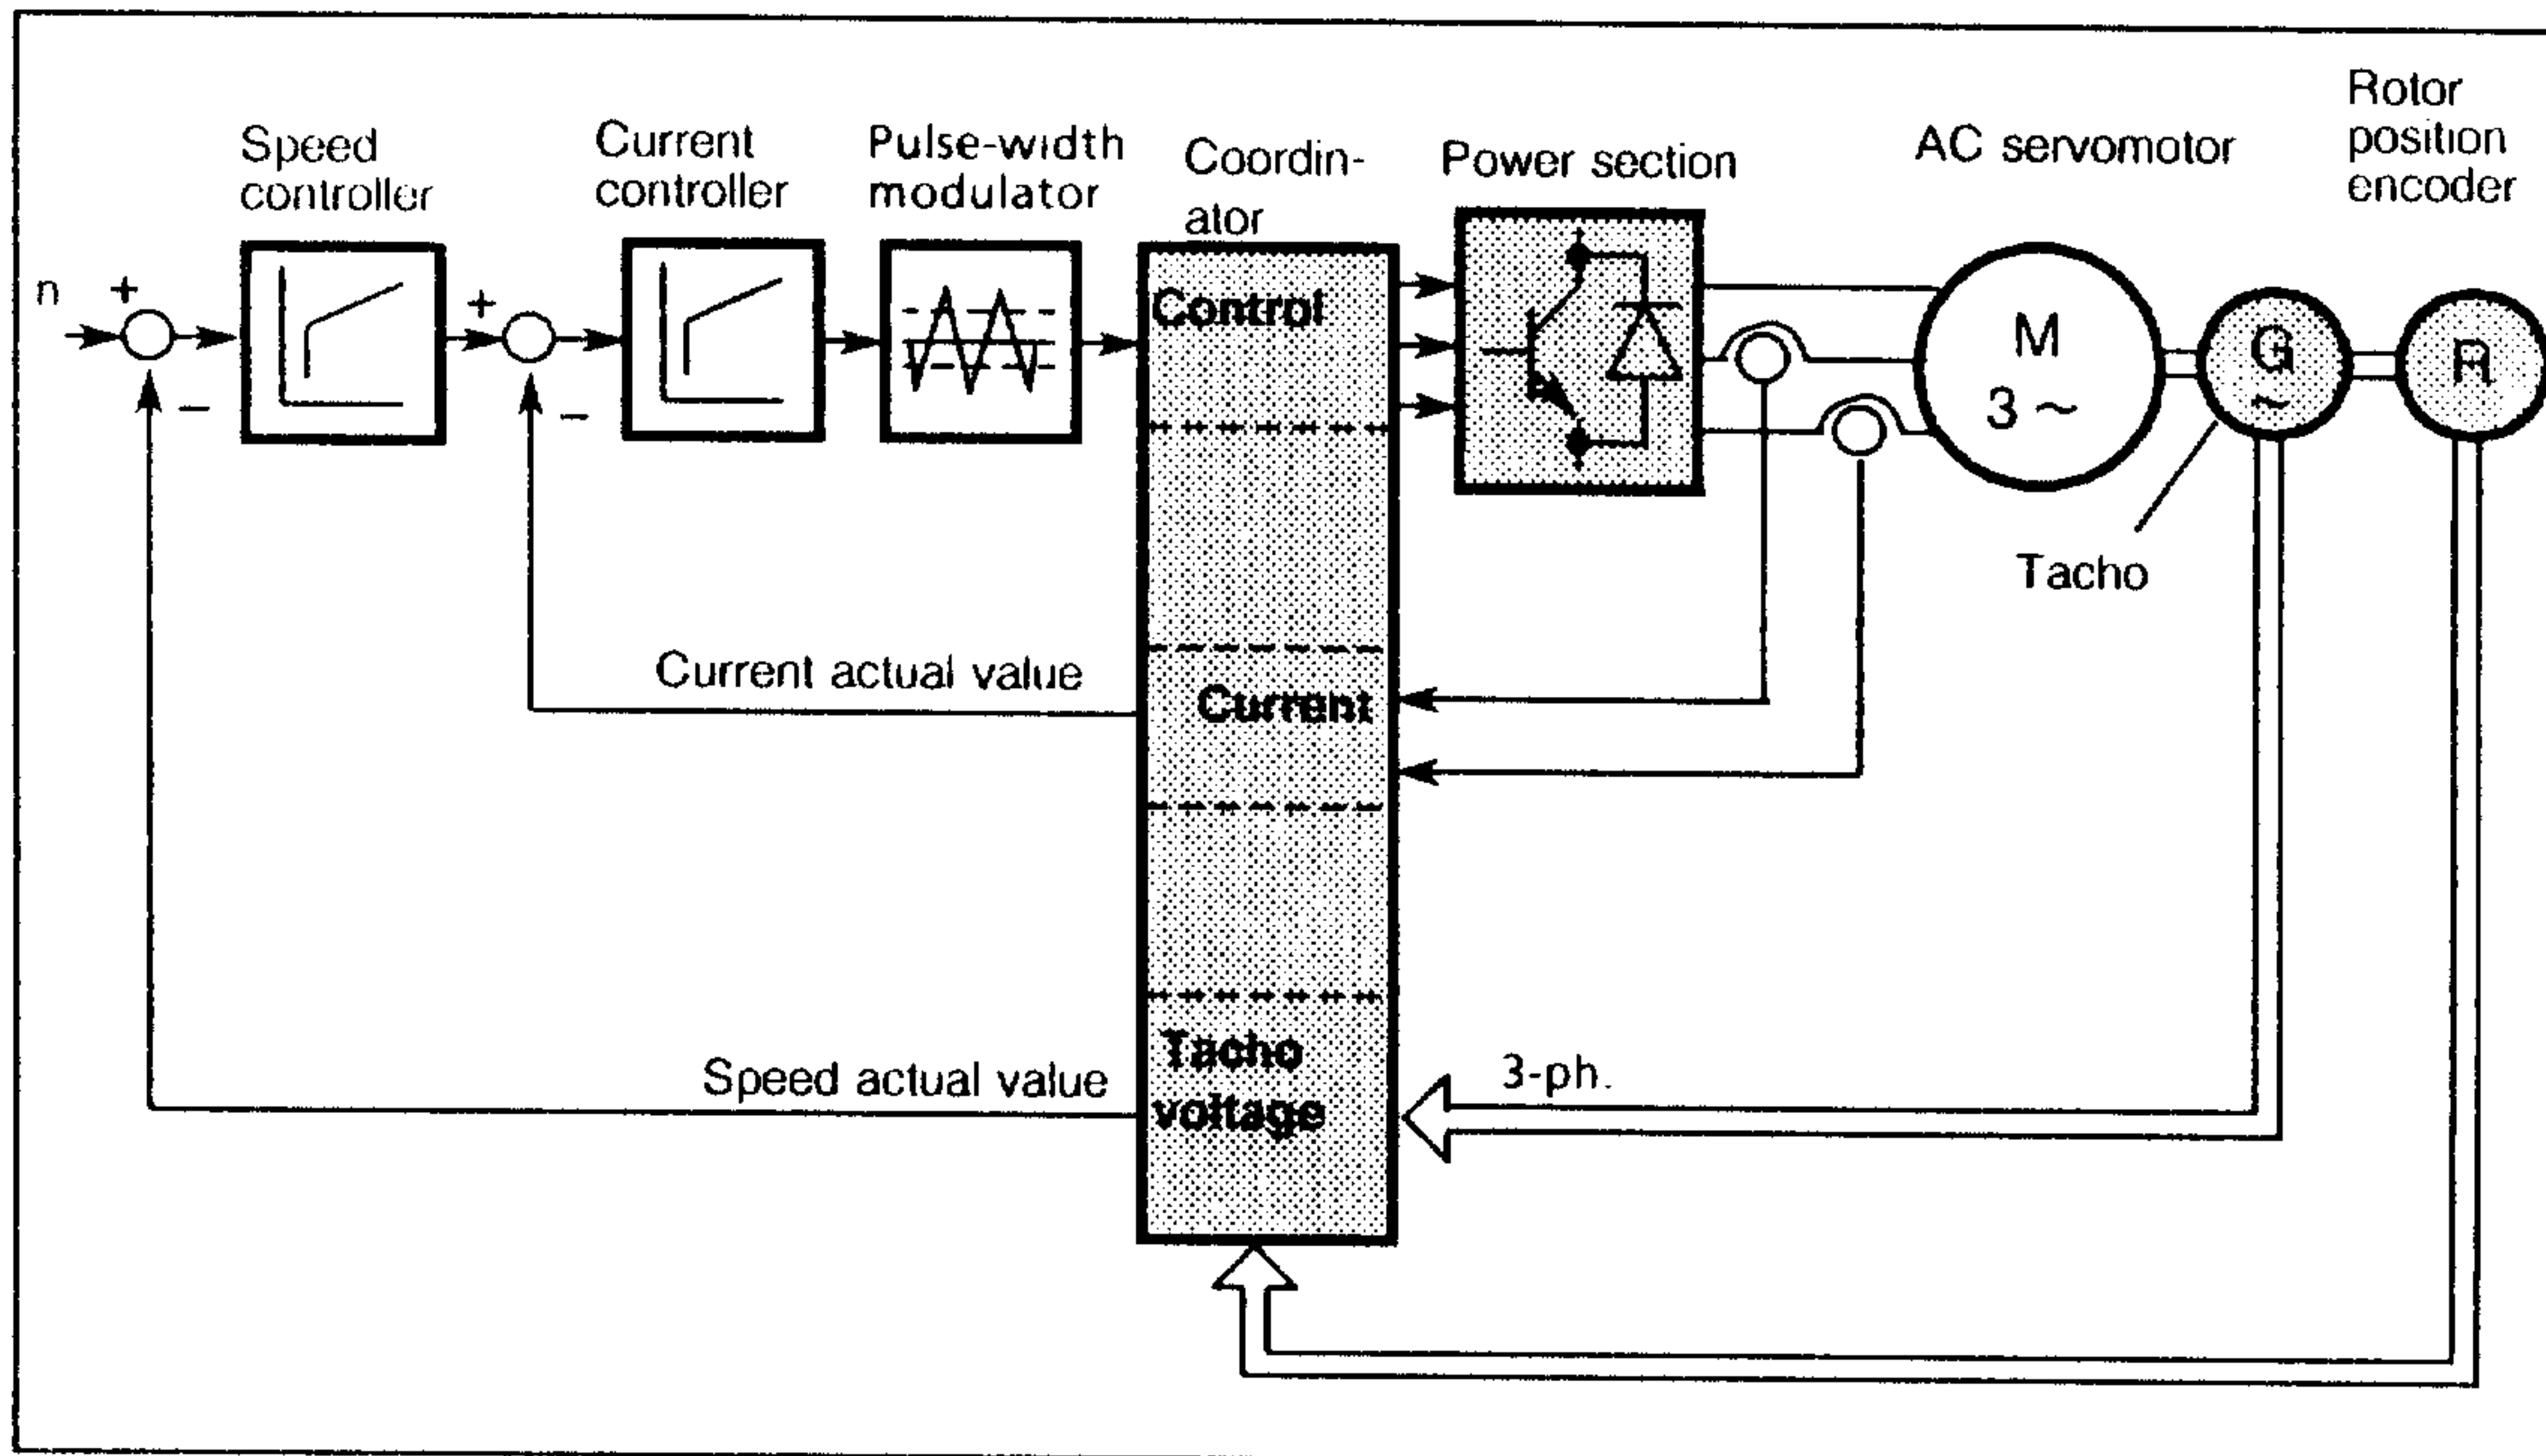 Speed
controller
Current
controller
Pulse-width
modulator
Coordin-
ator
Power section
AC servomotor
Rotor
position
encoder
n
+
−
+
−
Control
M
3 ~
G
~
R
Tacho
Current actual value
Current
Speed actual value
Tacho
voltage
3-ph.